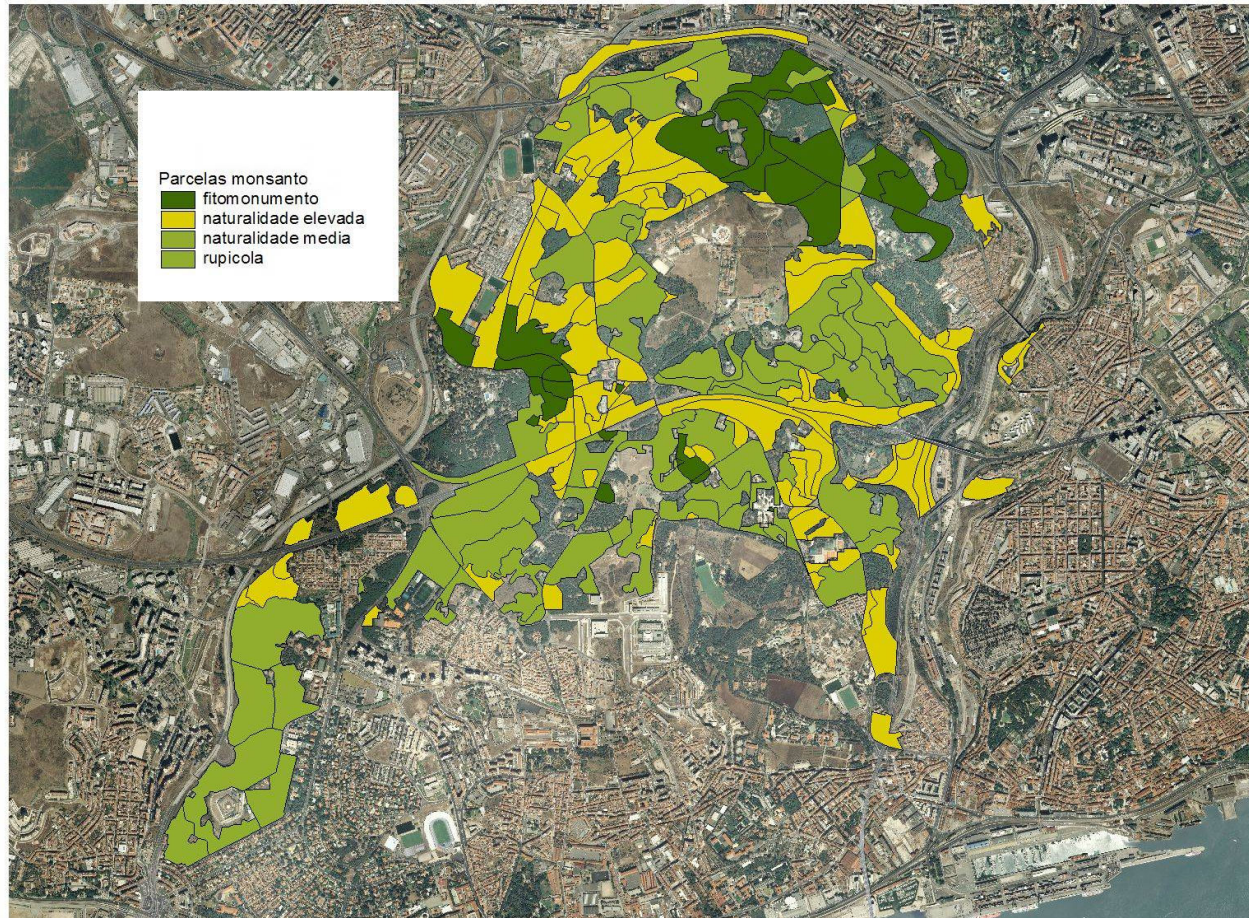 Parcelas monsanto
fitomonumento
naturalidade elevada
naturalidade media
rupicola